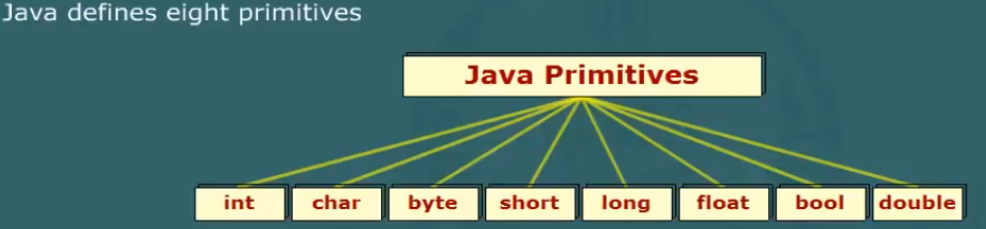 Java defines eight primitives
Java Primitives
int char byte short long float bool double